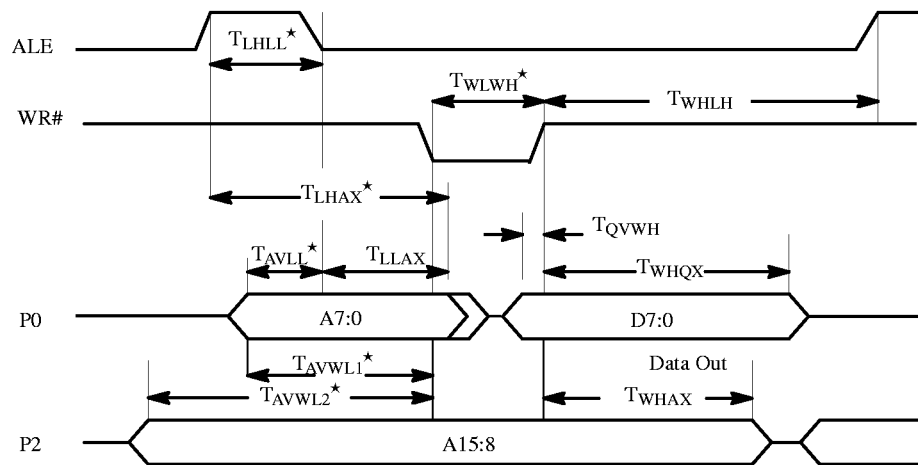 ALE
TLHLL★
TWLWH★
TWHLH
WR#
TLHAX★
TQVWH
TAVLL★
TLLAX
TWHQX
P0
A7:0
D7:0
TAVWL1★
Data Out
TAVWL2★
TWHAX
P2
A15:8